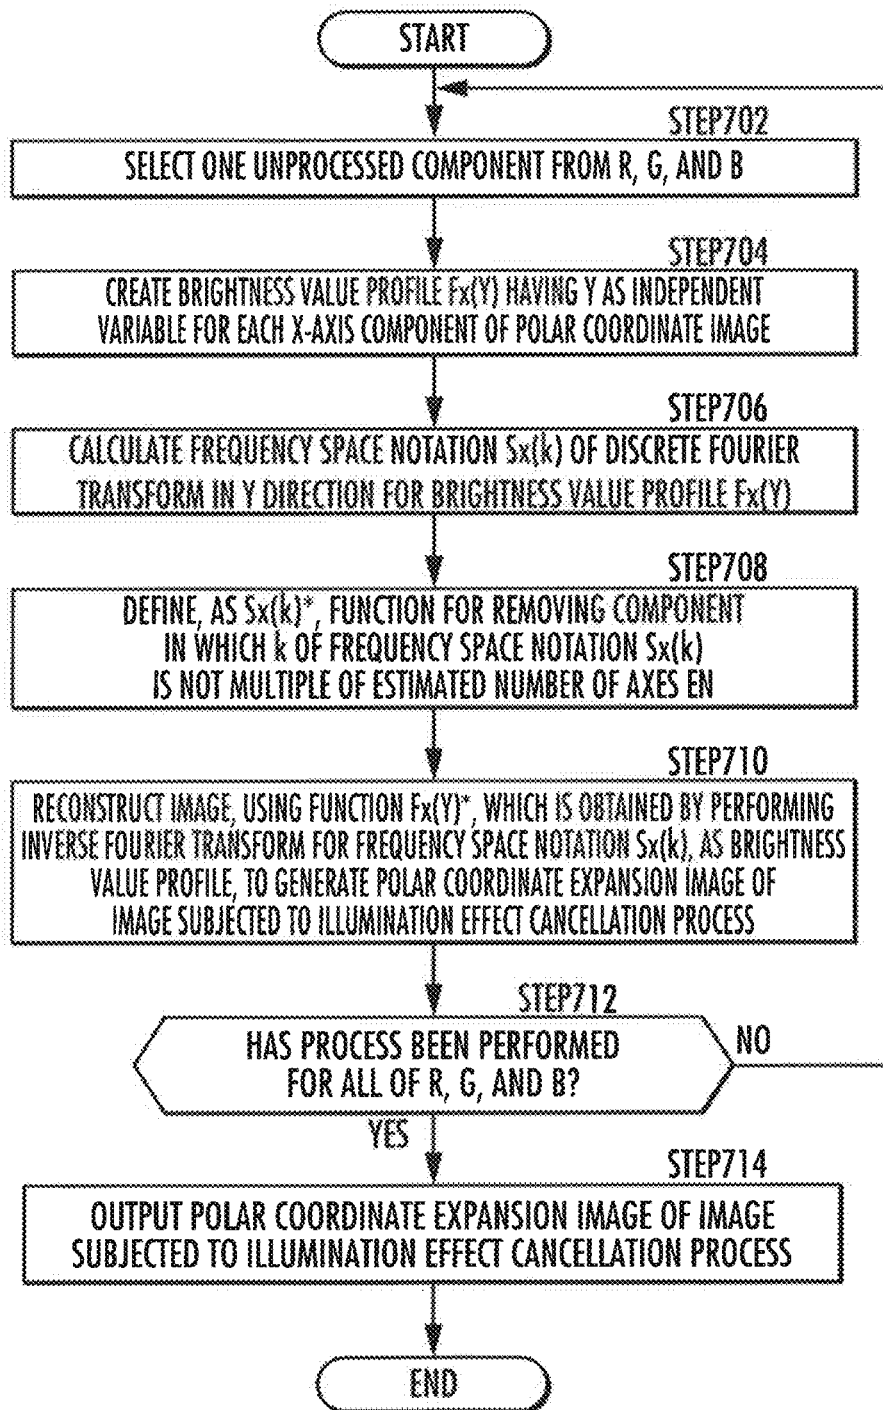 START
STEP702
SELECT ONE UNPROCESSED COMPONENT FROM R, G, AND B
STEP704
CREATE BRIGHTNESS VALUE PROFILE Fx(Y) HAVING Y AS INDEPENDENT
VARIABLE FOR EACH X-AXIS COMPONENT OF POLAR COORDINATE IMAGE
STEP706
CALCULATE FREQUENCY SPACE NOTATION Sx(k) OF DISCRETE FOURIER
TRANSFORM IN Y DIRECTION FOR BRIGHTNESS VALUE PROFILE Fx(Y)
STEP708
DEFINE, AS Sx(k)*, FUNCTION FOR REMOVING COMPONENT
IN WHICH k OF FREQUENCY SPACE NOTATION Sx(k)
IS NOT MULTIPLE OF ESTIMATED NUMBER OF AXES EN
STEP710
RECONSTRUCT IMAGE, USING FUNCTION Fx(Y)*, WHICH IS OBTAINED BY PERFORMING
INVERSE FOURIER TRANSFORM FOR FREQUENCY SPACE NOTATION Sx(k), AS BRIGHTNESS
VALUE PROFILE, TO GENERATE POLAR COORDINATE EXPANSION IMAGE OF
IMAGE SUBJECTED TO ILLUMINATION EFFECT CANCELLATION PROCESS
STEP712
HAS PROCESS BEEN PERFORMED
FOR ALL OF R, G, AND B?
NO
YES
STEP714
OUTPUT POLAR COORDINATE EXPANSION IMAGE OF IMAGE
SUBJECTED TO ILLUMINATION EFFECT CANCELLATION PROCESS
END